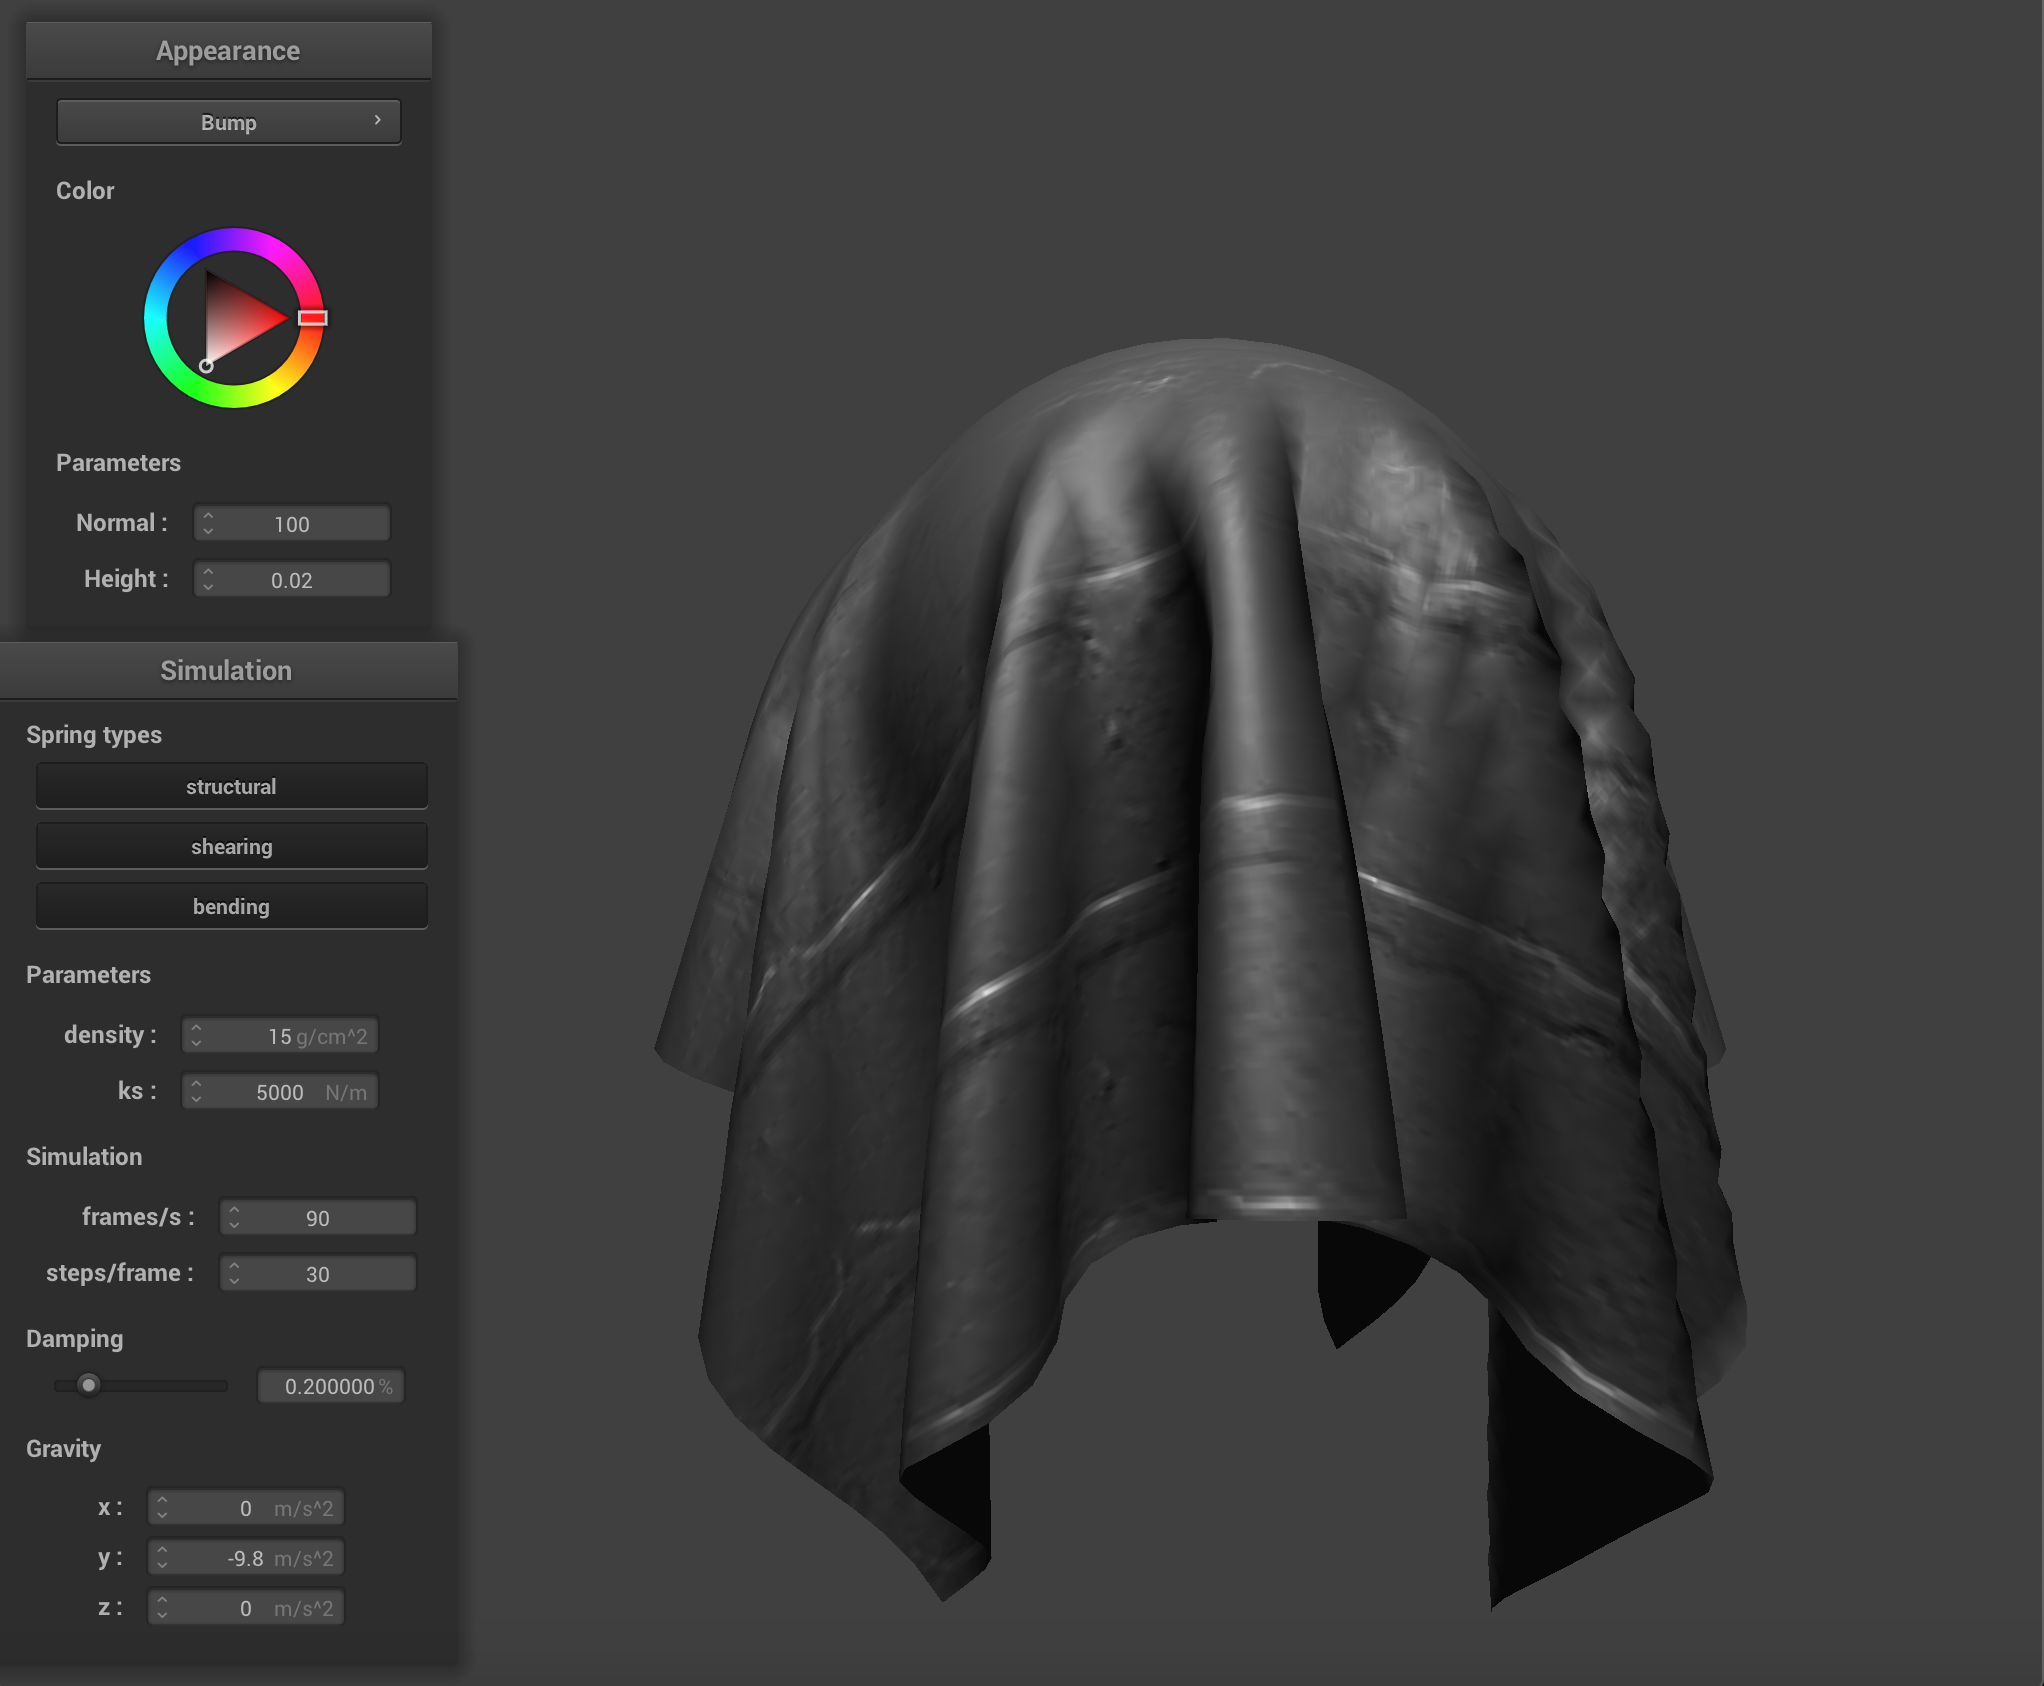 Appearance
Bump
Color
Parameters
Normal : 100
Height : 0.02
Simulation
Spring types
structural
shearing
bending
Parameters
density : 15 g/cm^2
ks : 5000 N/m
Simulation
frames/s : 90
steps/frame : 30
Damping
0.200000 %
Gravity
x : 0 m/s^2
y : -9.8 m/s^2
z : 0 m/s^2